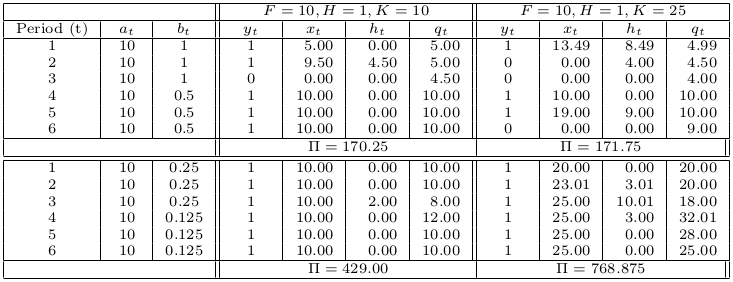 F = 10, H = 1, K = 10 F = 10, H = 1, K = 25
Period (t) a_t b_t y_t x_t h_t q_t y_t x_t h_t q_t
1 10 1 1 5.00 0.00 5.00 1 13.49 8.49 4.99
2 10 1 1 9.50 4.50 5.00 0 0.00 4.00 4.50
3 10 1 0 0.00 0.00 4.50 0 0.00 0.00 4.00
4 10 0.5 1 10.00 0.00 10.00 1 10.00 0.00 10.00
5 10 0.5 1 10.00 0.00 10.00 1 19.00 9.00 10.00
6 10 0.5 1 10.00 0.00 10.00 0 0.00 0.00 9.00
Π = 170.25 Π = 171.75
1 10 0.25 1 10.00 0.00 10.00 1 20.00 0.00 20.00
2 10 0.25 1 10.00 0.00 10.00 1 23.01 3.01 20.00
3 10 0.25 1 10.00 2.00 8.00 1 25.00 10.01 18.00
4 10 0.125 1 10.00 0.00 12.00 1 25.00 3.00 32.01
5 10 0.125 1 10.00 0.00 10.00 1 25.00 0.00 28.00
6 10 0.125 1 10.00 0.00 10.00 1 25.00 0.00 25.00
Π = 429.00 Π = 768.875